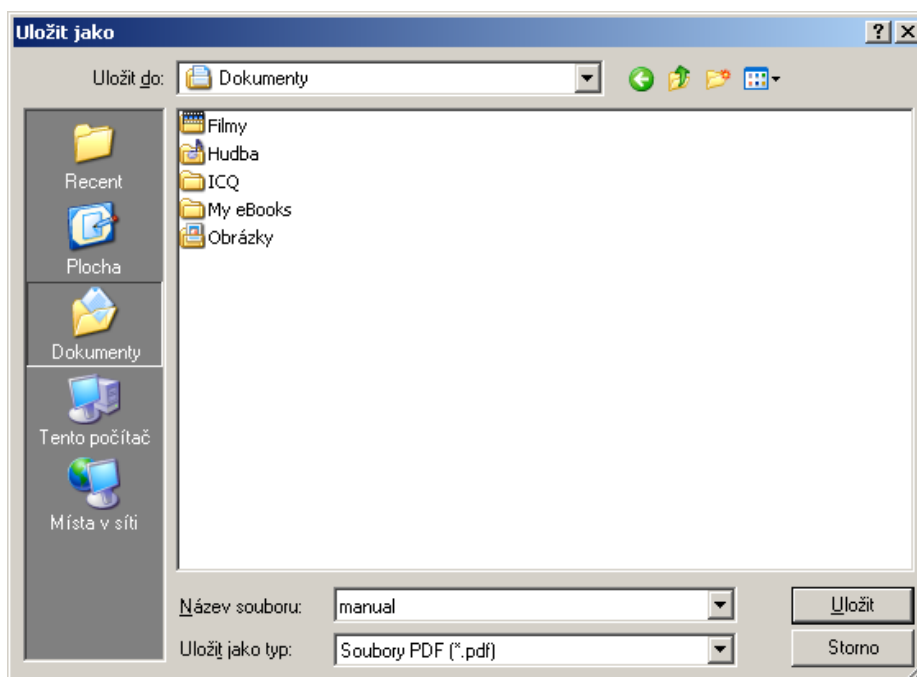 Uložit jako
Uložit do: Dokumenty
Recent
Plocha
Dokumenty
Tento počítač
Místa v síti
Filmy
Hudba
ICQ
My eBooks
Obrázky
Název souboru: manual Uložit
Uložit jako typ: Soubory PDF (*.pdf) Storno